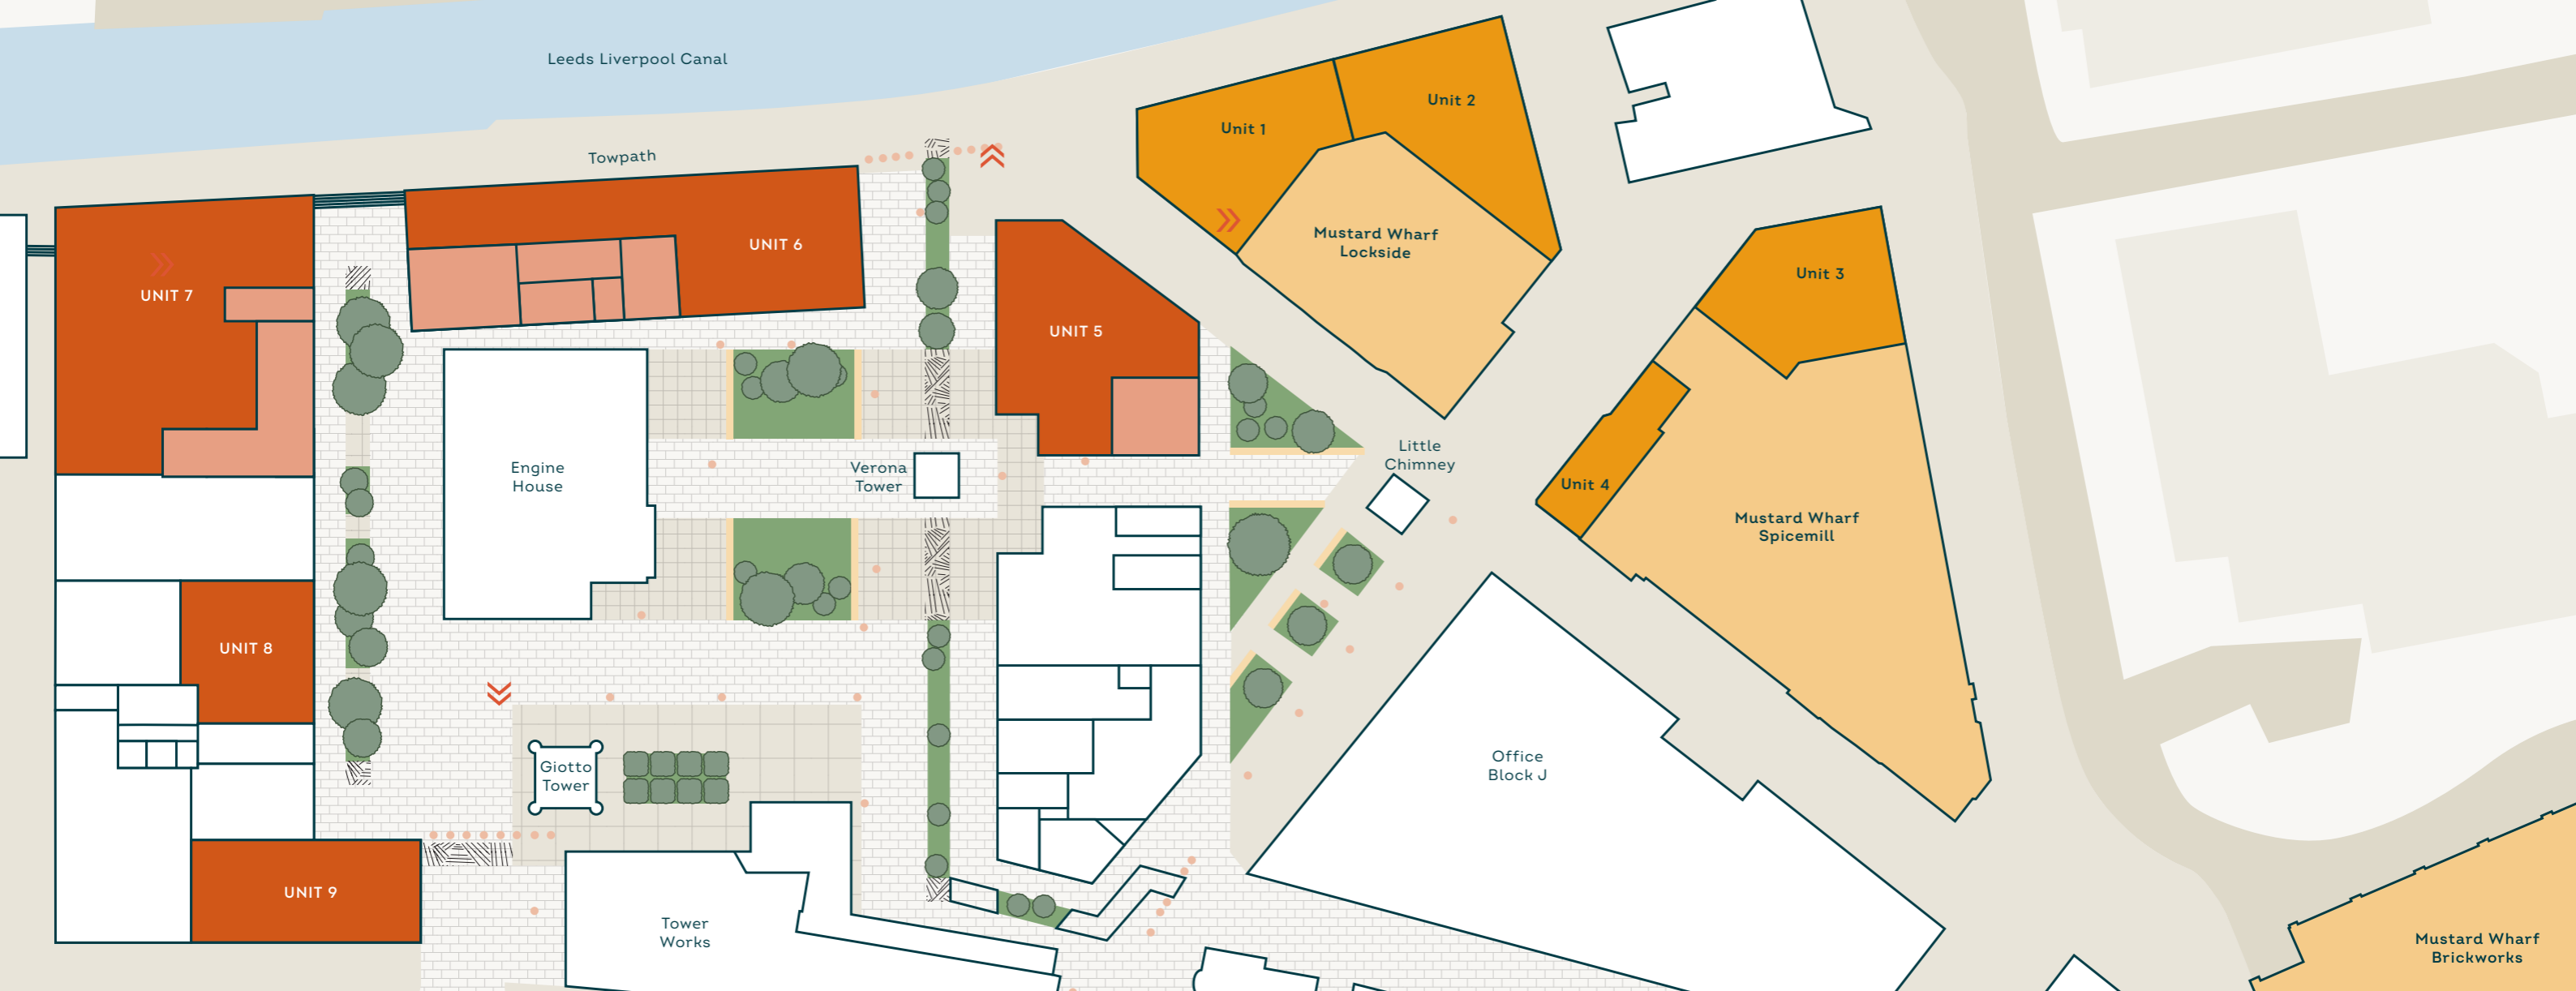 Leeds Liverpool Canal
Towpath
Unit 1
Unit 2
Mustard Wharf
Lockside
UNIT 6
UNIT 7
UNIT 5
Unit 3
Engine
House
Verona
Tower
Little
Chimney
Unit 4
Mustard Wharf
Spicemill
UNIT 8
Giotto
Tower
Office
Block J
UNIT 9
Tower
Works
Mustard Wharf
Brickworks